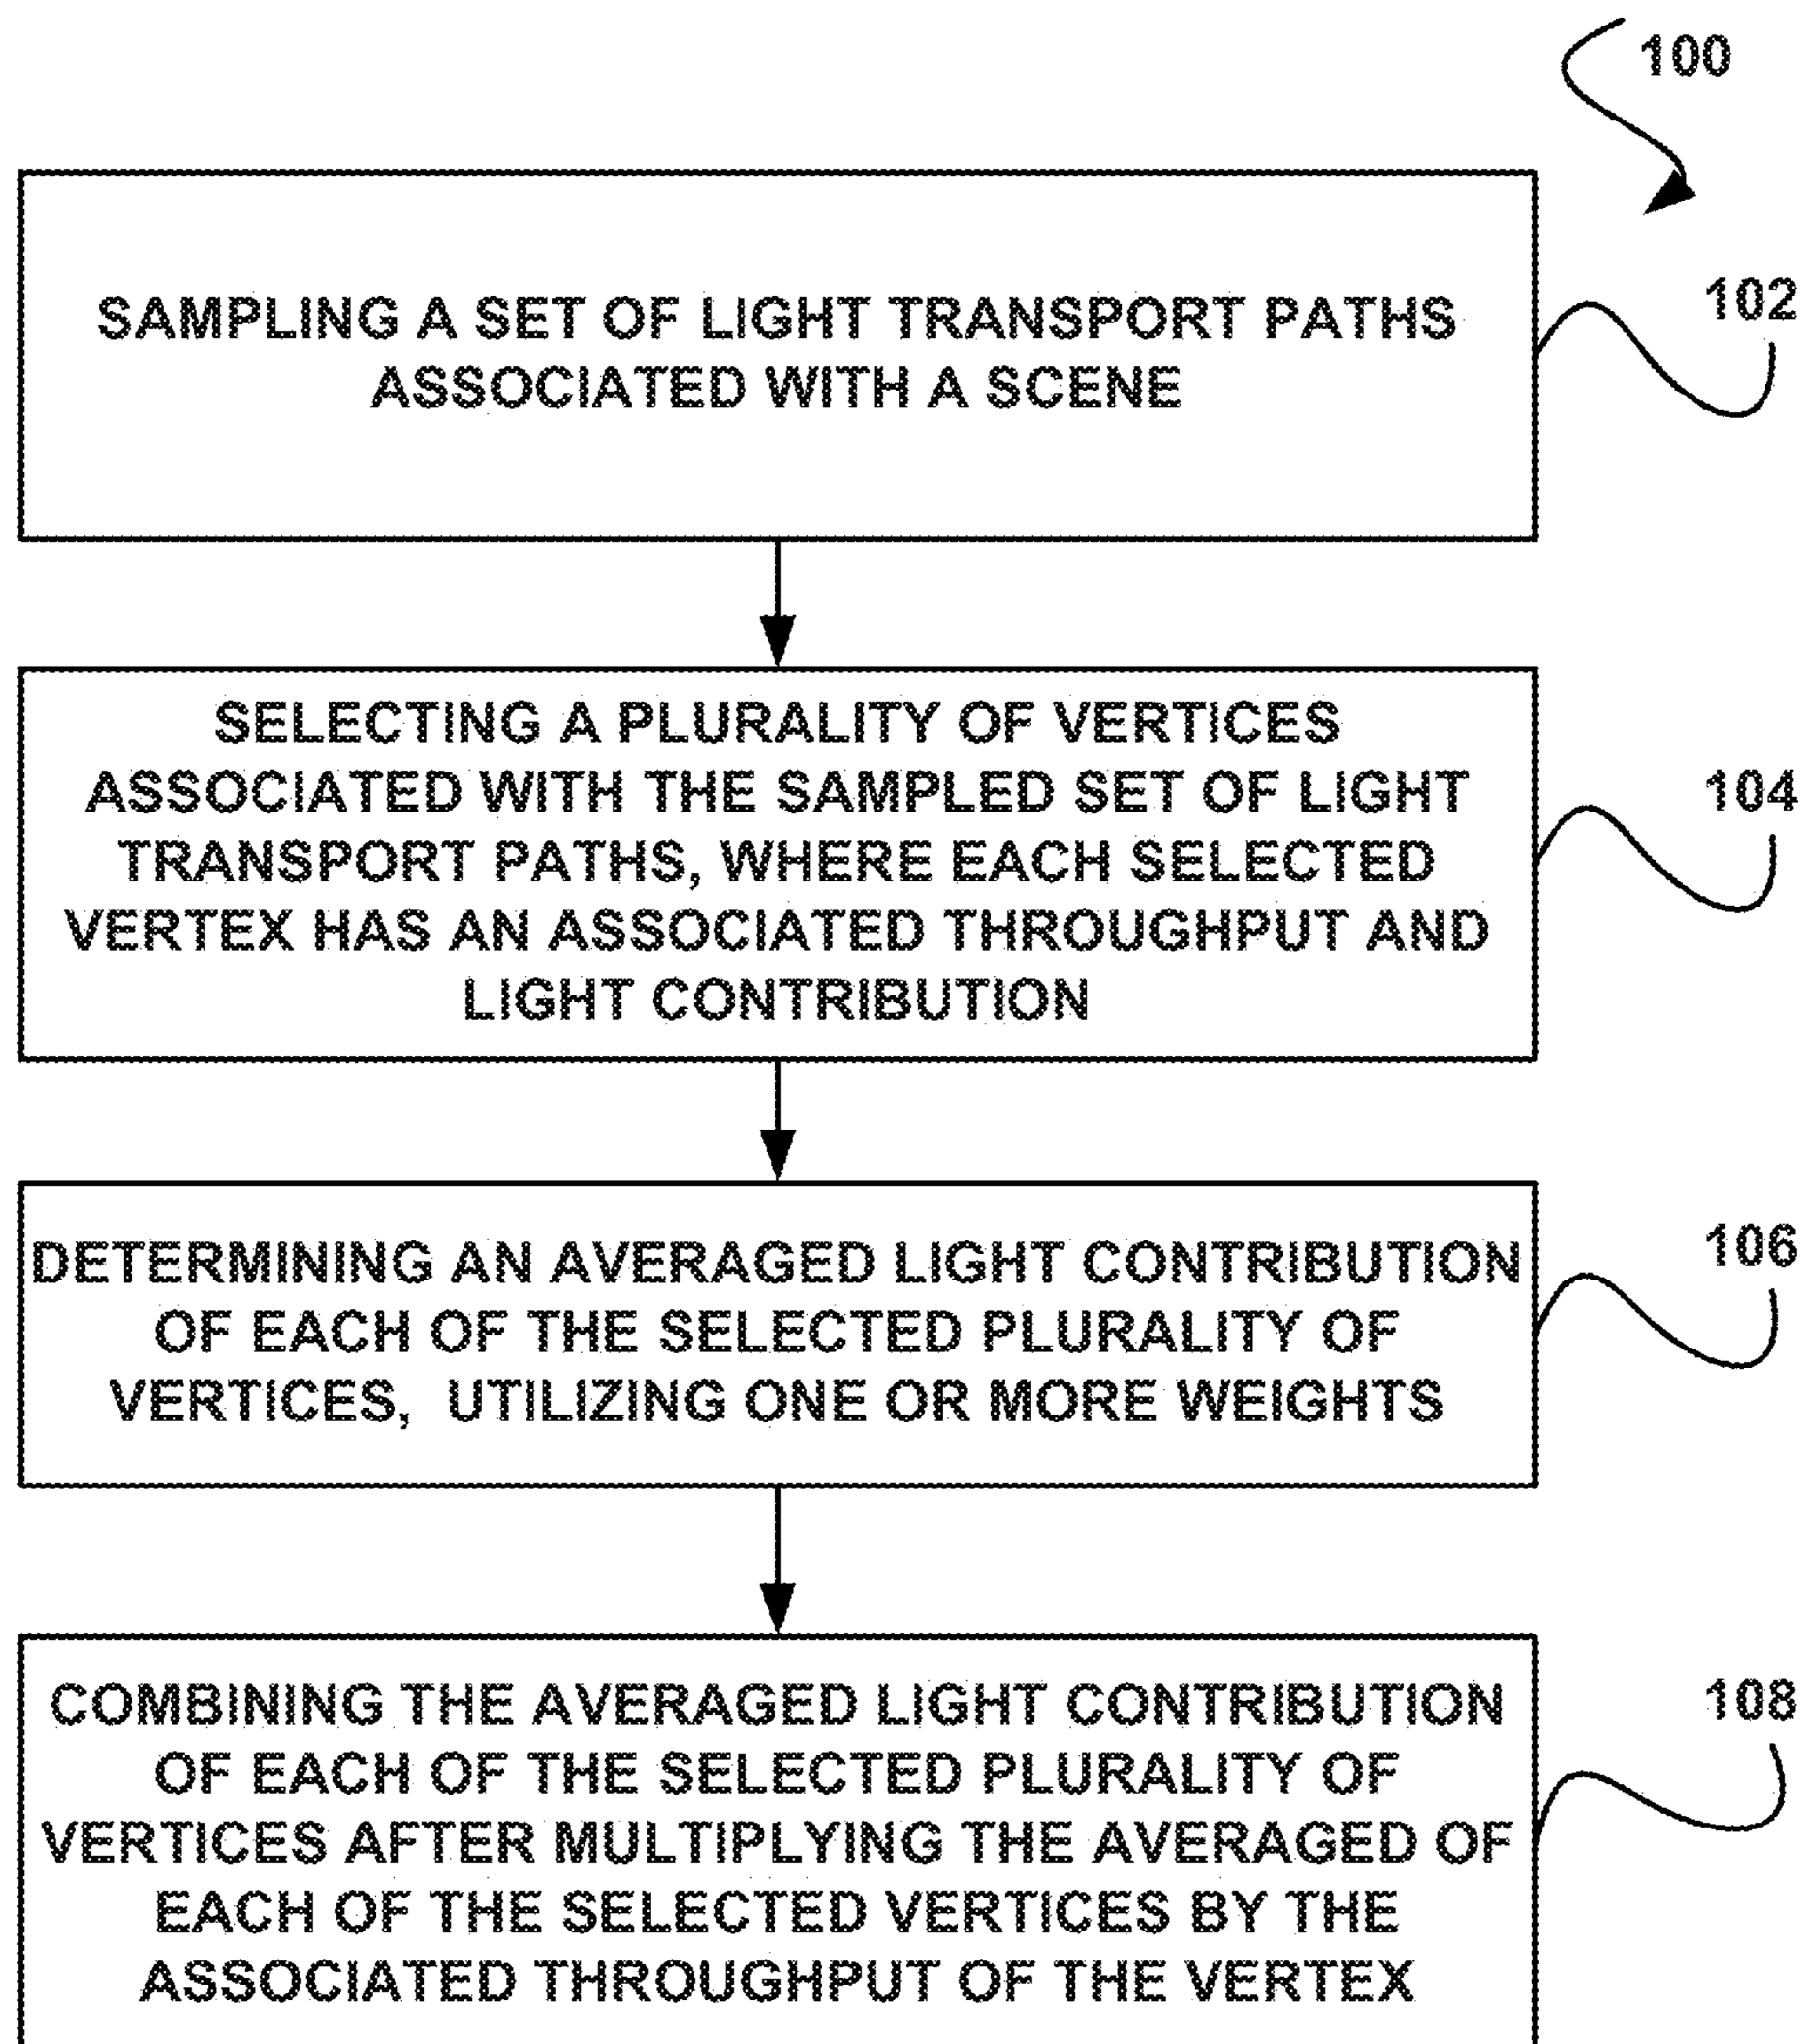 100
SAMPLING A SET OF LIGHT TRANSPORT PATHS
ASSOCIATED WITH A SCENE
102
SELECTING A PLURALITY OF VERTICES
ASSOCIATED WITH THE SAMPLED SET OF LIGHT
TRANSPORT PATHS, WHERE EACH SELECTED
VERTEX HAS AN ASSOCIATED THROUGHPUT AND
LIGHT CONTRIBUTION
104
DETERMINING AN AVERAGED LIGHT CONTRIBUTION
OF EACH OF THE SELECTED PLURALITY OF
VERTICES, UTILIZING ONE OR MORE WEIGHTS
106
COMBINING THE AVERAGED LIGHT CONTRIBUTION
OF EACH OF THE SELECTED PLURALITY OF
VERTICES AFTER MULTIPLYING THE AVERAGED OF
EACH OF THE SELECTED VERTICES BY THE
ASSOCIATED THROUGHPUT OF THE VERTEX
108